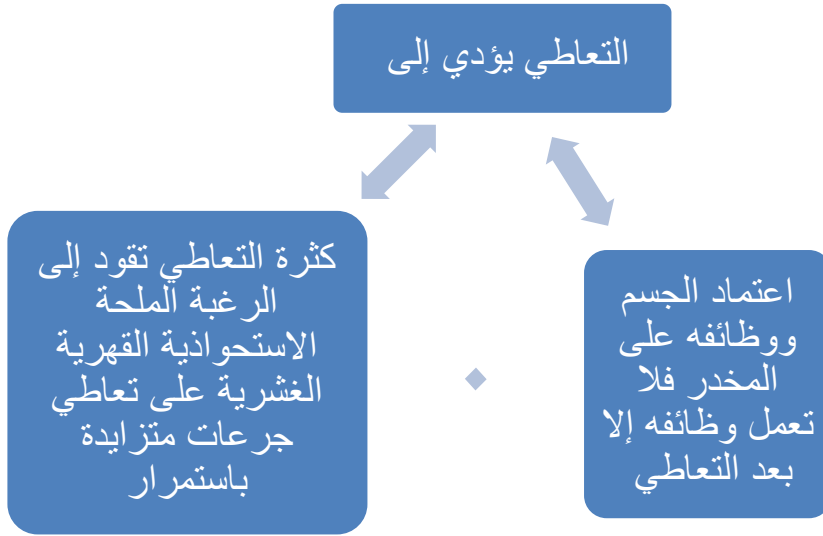 التعاطي يؤدي إلى
اعتماد الجسم
ووظائفه على
المخدر فلا
تعمل وظائفه إلا
بعد التعاطي
كثرة التعاطي تقود إلى
الرغبة الملحة
الاستحواذية القهرية
الغشرية على تعاطي
جرعات متزايدة
باستمرار